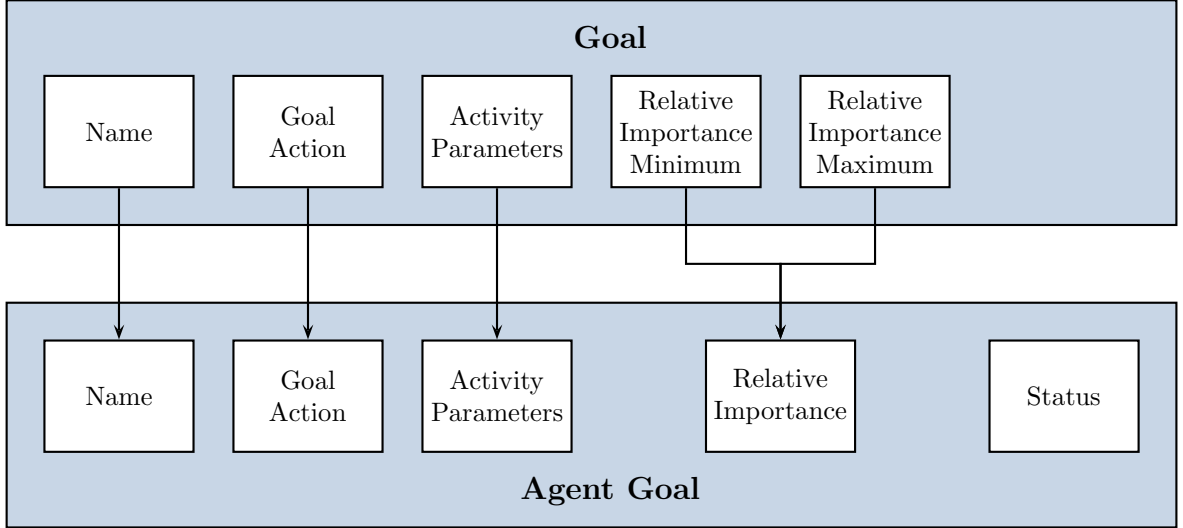 Goal
Name
Goal
Action
Activity
Parameters
Relative
Importance
Minimum
Relative
Importance
Maximum
Name
Goal
Action
Activity
Parameters
Relative
Importance
Status
Agent Goal